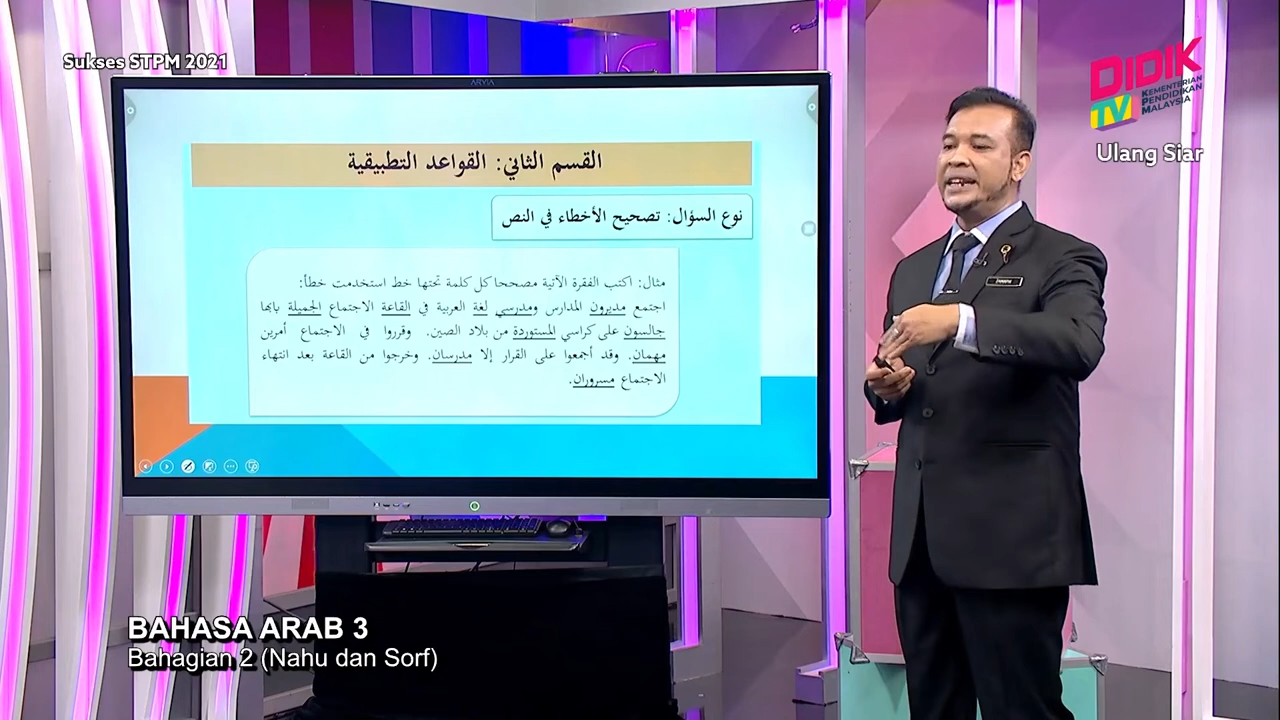 Sukses STPM 2021
DIDIK
TV
KEMENTERIAN
PENDIDIKAN
MALAYSIA
Ulang Siar
القسم الثاني: القواعد التطبيقية
نوع السؤال: تصحيح الأخطاء في النص
مثال: اكتب الفقرة الآتية مصححا كل كلمة تحتها خط استخدمت خطأ
اجتمع مديرون المدارس ومدرسي لغة العربية في القاعة الاجتماع الجميلة بابها
جالسون على كراسي المستوردة من بلاد الصين. وقرروا في الاجتماع أمرين
مهمان. وقد أجمعوا على القرار إلا مدرسان. وخرجوا من القاعة بعد انتهاء
الاجتماع مسروران.
BAHASA ARAB 3
Bahagian 2 (Nahu dan Sorf)